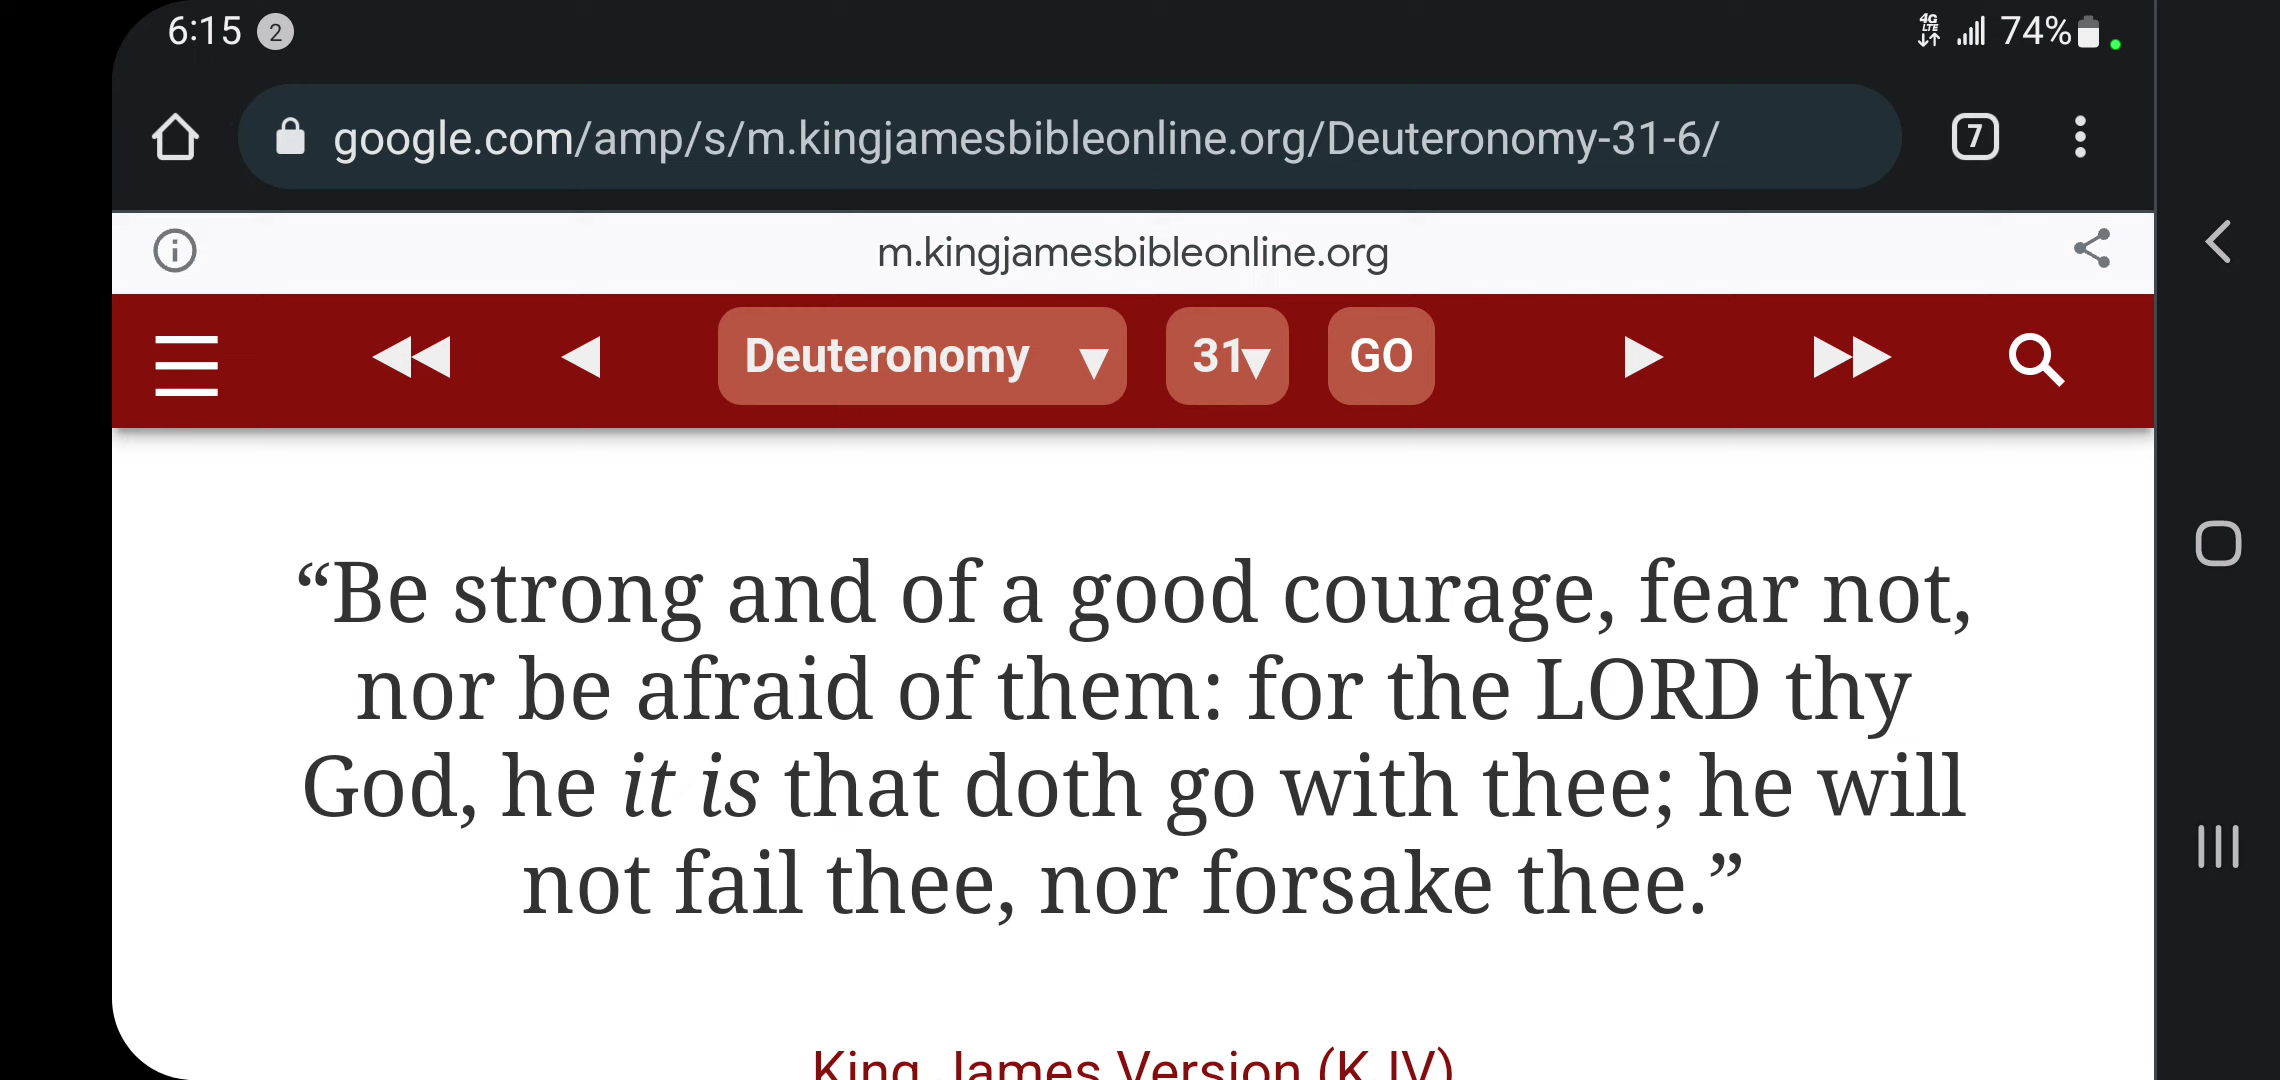 6:15 2 4G LTE 74%
google.com/amp/s/m.kingjamesbibleonline.org/Deuteronomy-31-6/ 7
m.kingjamesbibleonline.org
Deuteronomy 31 GO
“Be strong and of a good courage, fear not,
nor be afraid of them: for the LORD thy
God, he it is that doth go with thee; he will
not fail thee, nor forsake thee.”
King James Version (KJV)